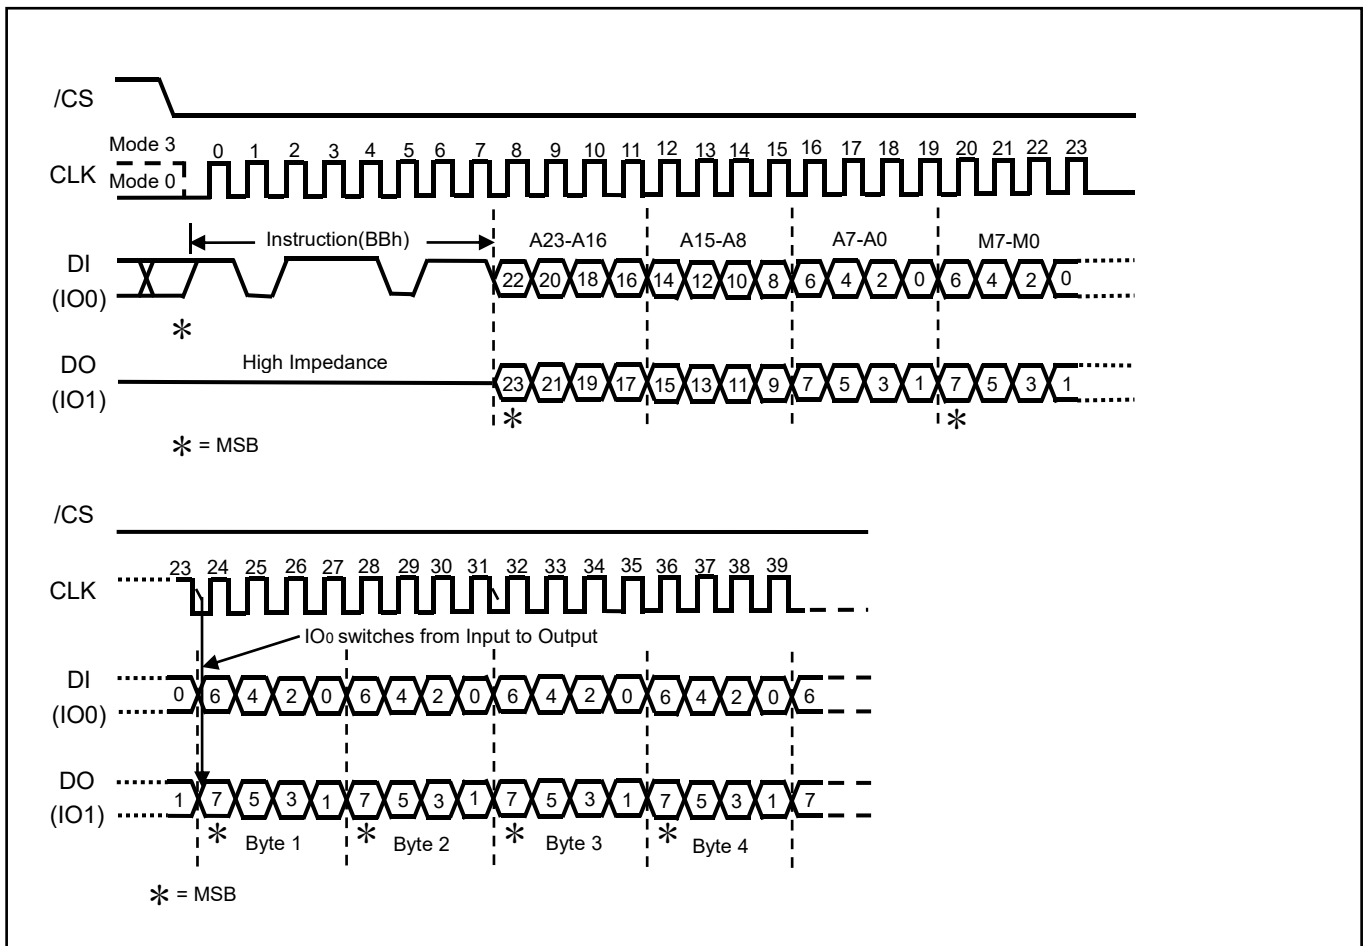 /CS
Mode 3
0 1 2 3 4 5 6 7 8 9 10 11 12 13 14 15 16 17 18 19 20 21 22 23
CLK
Mode 0
Instruction(BBh) A23-A16 A15-A8 A7-A0 M7-M0
DI
(IO0)
22 20 18 16 14 12 10 8 6 4 2 0 6 4 2 0
*
DO
(IO1)
High Impedance
23 21 19 17 15 13 11 9 7 5 3 1 7 5 3 1
* *
* = MSB
/CS
23 24 25 26 27 28 29 30 31 32 33 34 35 36 37 38 39
CLK
IO0 switches from Input to Output
DI
(IO0)
0 6 4 2 0 6 4 2 0 6 4 2 0 6 4 2 0 6
DO
(IO1)
1 7 5 3 1 7 5 3 1 7 5 3 1 7 5 3 1 7
* Byte 1 * Byte 2 * Byte 3 * Byte 4
* = MSB